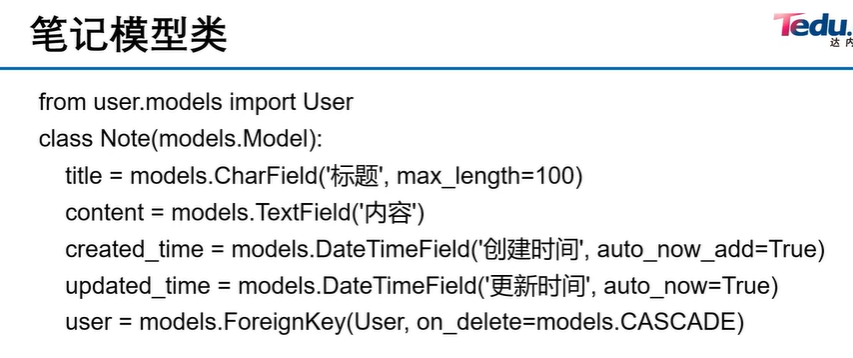 笔记模型类
Tedu.
达内
from user.models import User
class Note(models.Model):
title = models.CharField('标题', max_length=100)
content = models.TextField('内容')
created_time = models.DateTimeField('创建时间', auto_now_add=True)
updated_time = models.DateTimeField('更新时间', auto_now=True)
user = models.ForeignKey(User, on_delete=models.CASCADE)